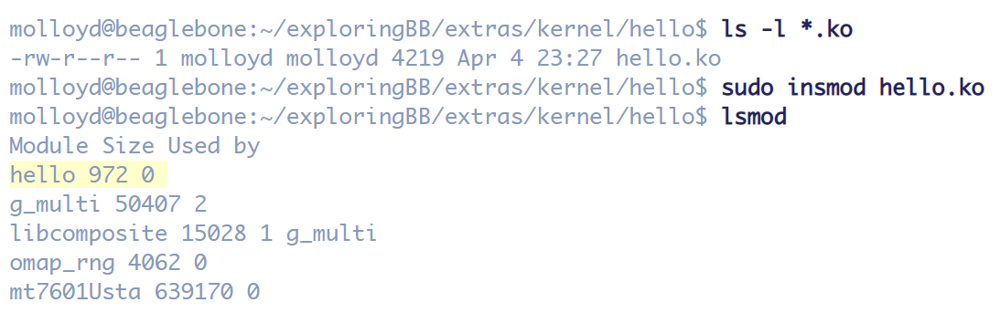 molloyd@beaglebone:~/exploringBB/extras/kernel/hello$ ls -l *.ko
-rw-r--r-- 1 molloyd molloyd 4219 Apr 4 23:27 hello.ko
molloyd@beaglebone:~/exploringBB/extras/kernel/hello$ sudo insmod hello.ko
molloyd@beaglebone:~/exploringBB/extras/kernel/hello$ lsmod
Module Size Used by
hello 972 0
g_multi 50407 2
libcomposite 15028 1 g_multi
omap_rng 4062 0
mt7601Usta 639170 0